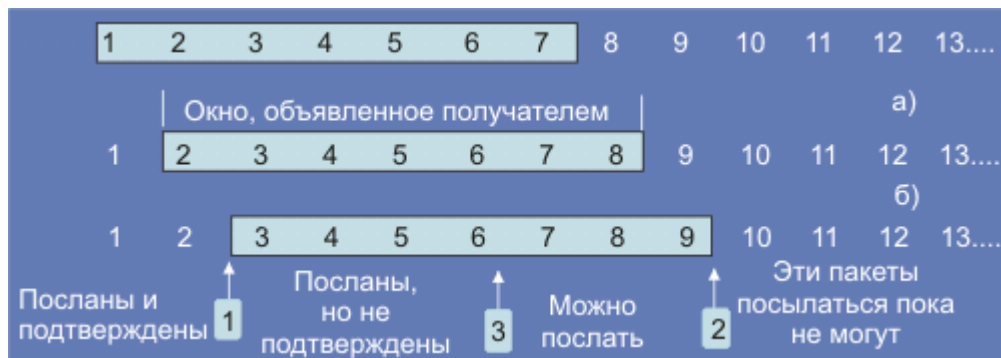 1 2 3 4 5 6 7 8 9 10 11 12 13....
Окно, объявленное получателем
а)
1 2 3 4 5 6 7 8 9 10 11 12 13....
б)
1 2 3 4 5 6 7 8 9 10 11 12 13....
Посланы и
подтверждены
1
Посланы,
но не
подтверждены
3
Можно
послать
2
Эти пакеты
посылаться пока
не могут